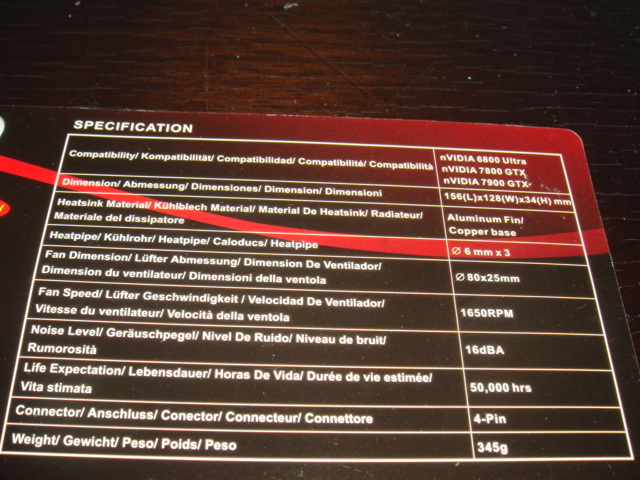 SPECIFICATION
Compatibility/ Kompatibilität/ Compatibilidad/ Compatibilité/ Compatibilità
nVIDIA 6800 Ultra
nVIDIA 7800 GTX
nVIDIA 7900 GTX
Dimension/ Abmessung/ Dimensiones/ Dimension/ Dimensioni
156(L)x128(W)x34(H) mm
Heatsink Material/ Kühlblech Material/ Material De Heatsink/ Radiateur/
Materiale del dissipatore
Aluminum Fin/
Copper base
Heatpipe/ Kühlrohr/ Heatpipe/ Caloducs/ Heatpipe
Ø 6 mm x 3
Fan Dimension/ Lüfter Abmessung/ Dimension De Ventilador/
Dimension du ventilateur/ Dimensioni della ventola
Ø 80x25mm
Fan Speed/ Lüfter Geschwindigkeit / Velocidad De Ventilador/
Vitesse du ventilateur/ Velocità della ventola
1650RPM
Noise Level/ Geräuschpegel/ Nivel De Ruido/ Niveau de bruit/
Rumorosità
16dBA
Life Expectation/ Lebensdauer/ Horas De Vida/ Durée de vie estimée/
Vita stimata
50,000 hrs
Connector/ Anschluss/ Conector/ Connecteur/ Connettore
4-Pin
Weight/ Gewicht/ Peso/ Poids/ Peso
345g